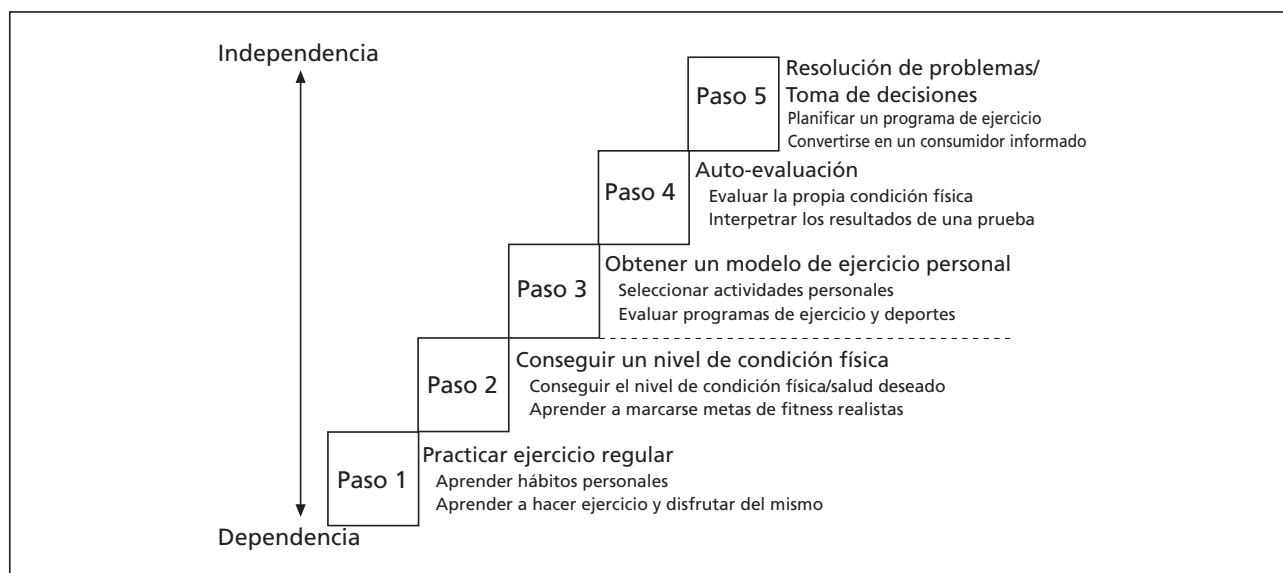 Independencia
Paso 5
Resolución de problemas/
Toma de decisiones
Planificar un programa de ejercicio
Convertirse en un consumidor informado
Paso 4
Auto-evaluación
Evaluar la propia condición física
Interpetrar los resultados de una prueba
Paso 3
Obtener un modelo de ejercicio personal
Seleccionar actividades personales
Evaluar programas de ejercicio y deportes
Paso 2
Conseguir un nivel de condición física
Conseguir el nivel de condición física/salud deseado
Aprender a marcarse metas de fitness realistas
Paso 1
Practicar ejercicio regular
Aprender hábitos personales
Aprender a hacer ejercicio y disfrutar del mismo
Dependencia